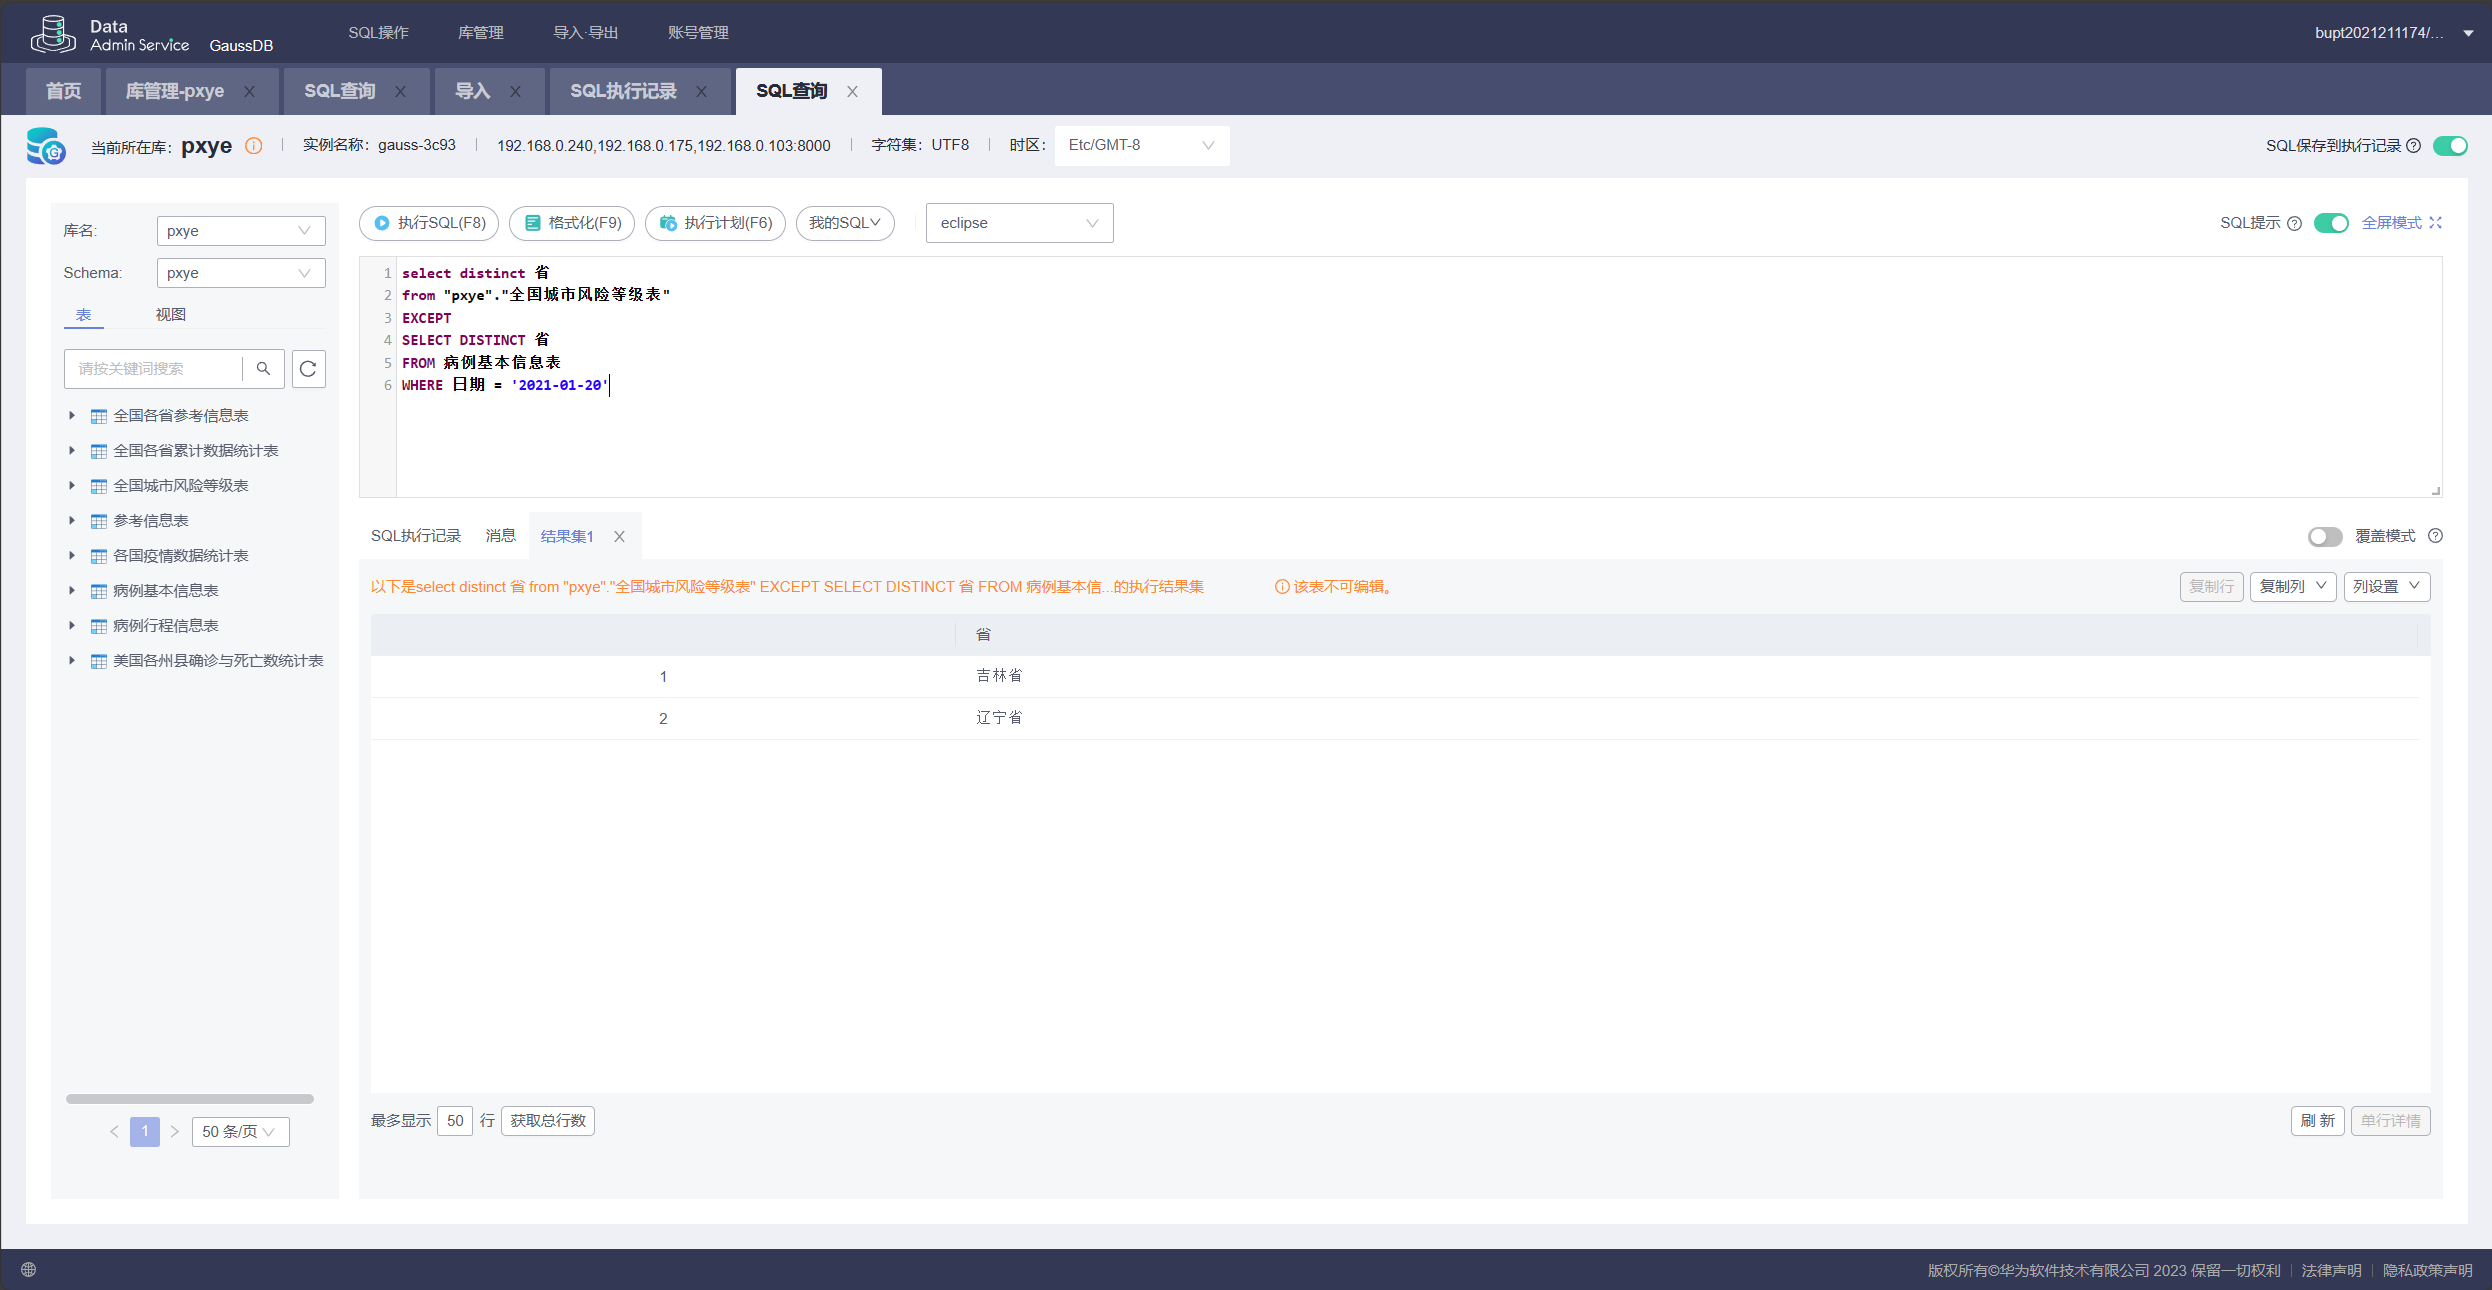 Data
Admin Service GaussDB SQL操作 库管理 导入·导出 账号管理 bupt2021211174/...
首页 库管理-pxye X SQL查询 X 导入 X SQL执行记录 X SQL查询 X
当前所在库: pxye 实例名称: gauss-3c93 192.168.0.240,192.168.0.175,192.168.0.103:8000 字符集: UTF8 时区: Etc/GMT-8 SQL保存到执行记录
库名: pxye 执行SQL(F8) 格式化(F9) 执行计划(F6) 我的SQL eclipse SQL提示 全屏模式
Schema: pxye
表 视图
请按关键词搜索
1 select distinct 省
2 from "pxye"."全国城市风险等级表"
3 EXCEPT
4 SELECT DISTINCT 省
5 FROM 病例基本信息表
6 WHERE 日期 = '2021-01-20'
全国各省参考信息表
全国各省累计数据统计表
全国城市风险等级表
参考信息表
各国疫情数据统计表
病例基本信息表
病例行程信息表
美国各州县确诊与死亡数统计表
SQL执行记录 消息 结果集1 X 覆盖模式
以下是select distinct 省 from "pxye"."全国城市风险等级表" EXCEPT SELECT DISTINCT 省 FROM 病例基本信...的执行结果集 该表不可编辑。 复制行 复制列 列设置
省
1 吉林省
2 辽宁省
< 1 > 50 条/页
最多显示 50 行 获取总行数 刷 新 单行详情
版权所有©华为软件技术有限公司 2023 保留一切权利 | 法律声明 | 隐私政策声明